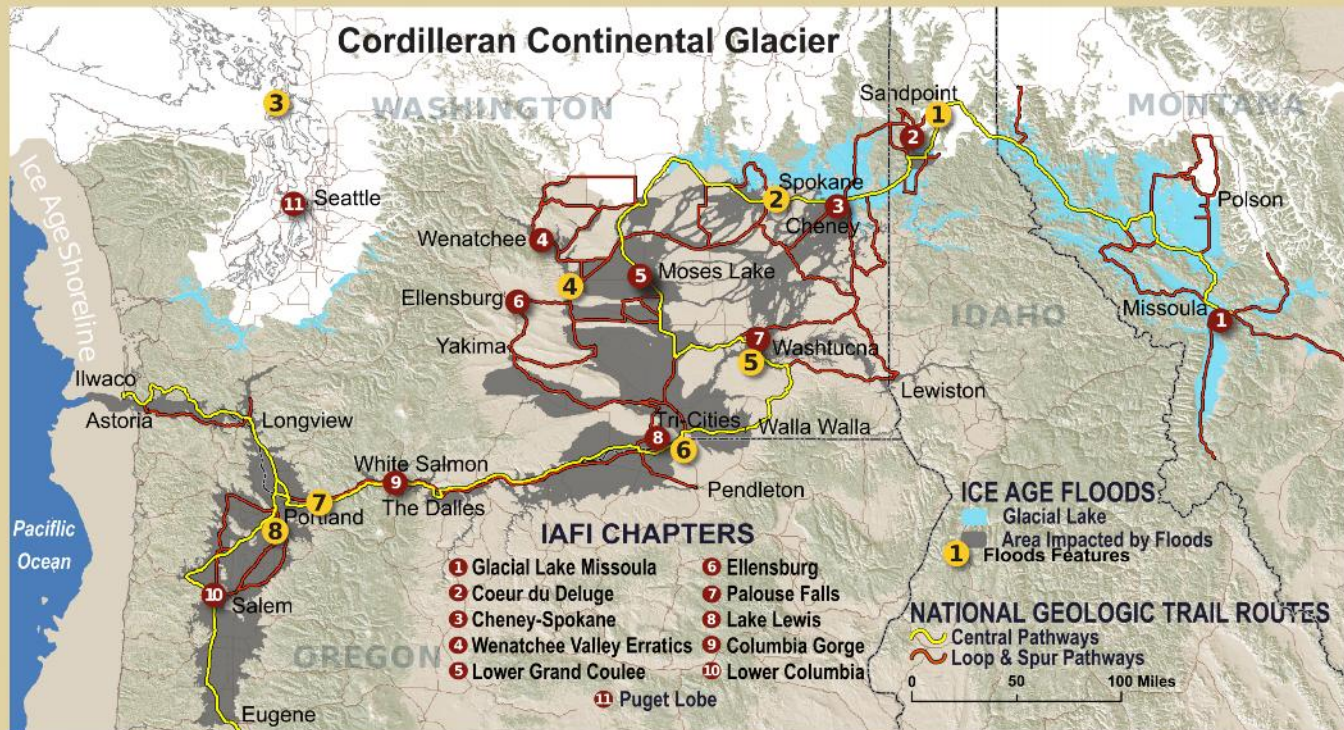 Cordilleran Continental Glacier
WASHINGTON
MONTANA
IDAHO
OREGON
Ice Age Shoreline
Pacific
Ocean
3
11 Seattle
Sandpoint
1
2
2 Spokane
3
Cheney
Polson
Wenatchee 4
4
5 Moses Lake
Ellensburg 6
Missoula
1
Yakima
7
Washtucna
5
Lewiston
Ilwaco
Astoria
Longview
Tri-Cities
8
6
Walla Walla
White Salmon
9
The Dalles
Pendleton
7
Portland
8
10
Salem
Eugene
IAFI CHAPTERS
1 Glacial Lake Missoula
2 Coeur du Deluge
3 Cheney-Spokane
4 Wenatchee Valley Erratics
5 Lower Grand Coulee
6 Ellensburg
7 Palouse Falls
8 Lake Lewis
9 Columbia Gorge
10 Lower Columbia
11 Puget Lobe
ICE AGE FLOODS
Glacial Lake
Area Impacted by Floods
1 Floods Features
NATIONAL GEOLOGIC TRAIL ROUTES
Central Pathways
Loop & Spur Pathways
0 50 100 Miles